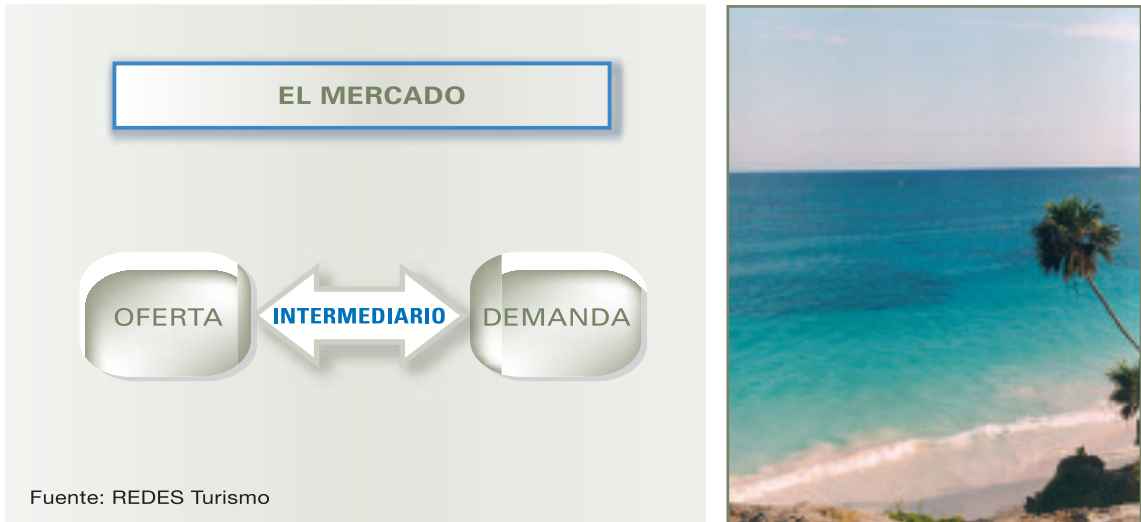 EL MERCADO
OFERTA
INTERMEDIARIO
DEMANDA
Fuente: REDES Turismo